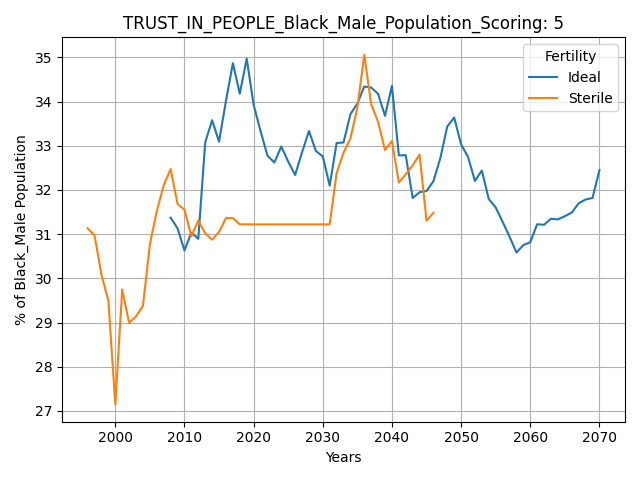 TRUST_IN_PEOPLE_Black_Male_Population_Scoring: 5
Fertility
Ideal
Sterile
% of Black_Male Population
35
34
33
32
31
30
29
28
27
2000 2010 2020 2030 2040 2050 2060 2070
Years